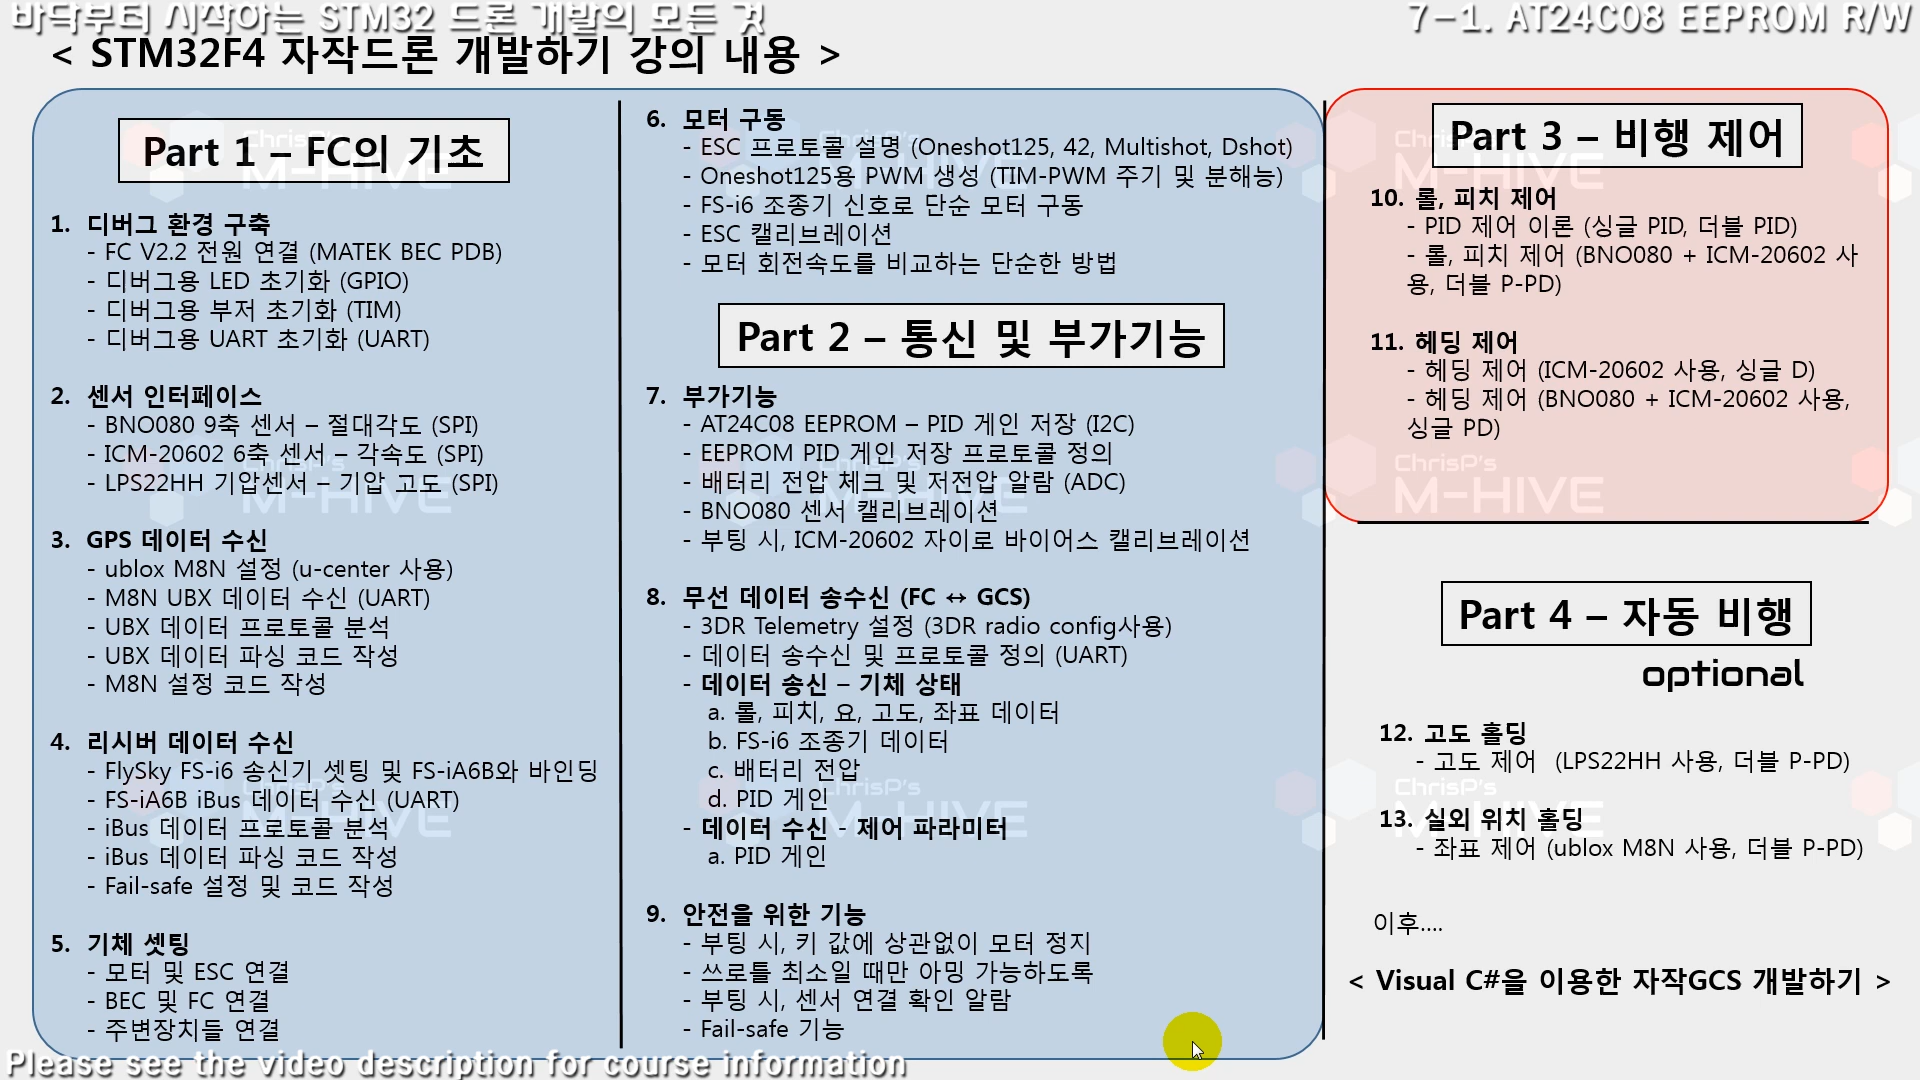 바닥부터 시작하는 STM32 드론 개발의 모든 것
7-1. AT24C08 EEPROM R/W
< STM32F4 자작드론 개발하기 강의 내용 >
Part 1 – FC의 기초
1. 디버그 환경 구축
- FC V2.2 전원 연결 (MATEK BEC PDB)
- 디버그용 LED 초기화 (GPIO)
- 디버그용 부저 초기화 (TIM)
- 디버그용 UART 초기화 (UART)
2. 센서 인터페이스
- BNO080 9축 센서 – 절대각도 (SPI)
- ICM-20602 6축 센서 – 각속도 (SPI)
- LPS22HH 기압센서 – 기압 고도 (SPI)
3. GPS 데이터 수신
- ublox M8N 설정 (u-center 사용)
- M8N UBX 데이터 수신 (UART)
- UBX 데이터 프로토콜 분석
- UBX 데이터 파싱 코드 작성
- M8N 설정 코드 작성
4. 리시버 데이터 수신
- FlySky FS-i6 송신기 셋팅 및 FS-iA6B와 바인딩
- FS-iA6B iBus 데이터 수신 (UART)
- iBus 데이터 프로토콜 분석
- iBus 데이터 파싱 코드 작성
- Fail-safe 설정 및 코드 작성
5. 기체 셋팅
- 모터 및 ESC 연결
- BEC 및 FC 연결
- 주변장치들 연결
6. 모터 구동
- ESC 프로토콜 설명 (Oneshot125, 42, Multishot, Dshot)
- Oneshot125용 PWM 생성 (TIM-PWM 주기 및 분해능)
- FS-i6 조종기 신호로 단순 모터 구동
- ESC 캘리브레이션
- 모터 회전속도를 비교하는 단순한 방법
Part 2 – 통신 및 부가기능
7. 부가기능
- AT24C08 EEPROM – PID 게인 저장 (I2C)
- EEPROM PID 게인 저장 프로토콜 정의
- 배터리 전압 체크 및 저전압 알람 (ADC)
- BNO080 센서 캘리브레이션
- 부팅 시, ICM-20602 자이로 바이어스 캘리브레이션
8. 무선 데이터 송수신 (FC ↔ GCS)
- 3DR Telemetry 설정 (3DR radio config사용)
- 데이터 송수신 및 프로토콜 정의 (UART)
- 데이터 송신 – 기체 상태
a. 롤, 피치, 요, 고도, 좌표 데이터
b. FS-i6 조종기 데이터
c. 배터리 전압
d. PID 게인
- 데이터 수신 - 제어 파라미터
a. PID 게인
9. 안전을 위한 기능
- 부팅 시, 키 값에 상관없이 모터 정지
- 쓰로틀 최소일 때만 아밍 가능하도록
- 부팅 시, 센서 연결 확인 알람
- Fail-safe 기능
Part 3 – 비행 제어
10. 롤, 피치 제어
- PID 제어 이론 (싱글 PID, 더블 PID)
- 롤, 피치 제어 (BNO080 + ICM-20602 사
용, 더블 P-PD)
11. 헤딩 제어
- 헤딩 제어 (ICM-20602 사용, 싱글 D)
- 헤딩 제어 (BNO080 + ICM-20602 사용,
싱글 PD)
Part 4 – 자동 비행
optional
12. 고도 홀딩
- 고도 제어 (LPS22HH 사용, 더블 P-PD)
13. 실외 위치 홀딩
- 좌표 제어 (ublox M8N 사용, 더블 P-PD)
이후....
< Visual C#을 이용한 자작GCS 개발하기 >
ChrisP's
M-HIVE
Please see the video description for course information